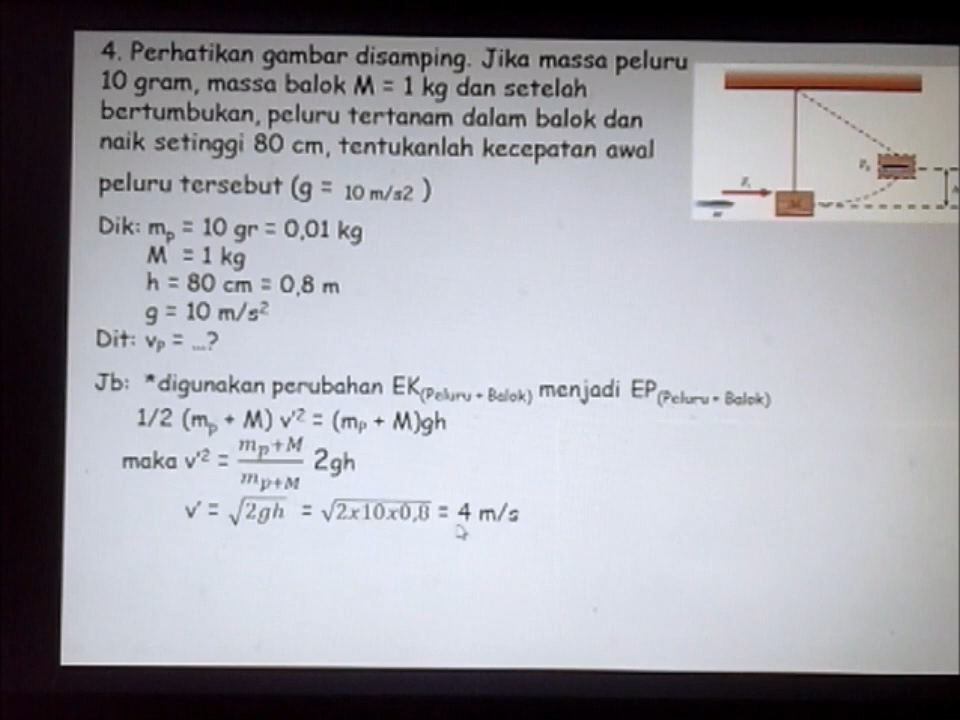 4. Perhatikan gambar disamping. Jika massa peluru
10 gram, massa balok M = 1 kg dan setelah
bertumbukan, peluru tertanam dalam balok dan
naik setinggi 80 cm, tentukanlah kecepatan awal
peluru tersebut (g = 10 m/s2 )
Dik: mₚ = 10 gr = 0,01 kg
M = 1 kg
h = 80 cm = 0,8 m
g = 10 m/s²
Dit: vₚ = ...?
Jb: *digunakan perubahan EK(Peluru + Balok) menjadi EP(Peluru + Balok)
1/2 (mₚ + M) v'² = (mₚ + M)gh
maka v'² = (mₚ+M)/(mₚ+M) 2gh
v' = √2gh = √2x10x0,8 = 4 m/s